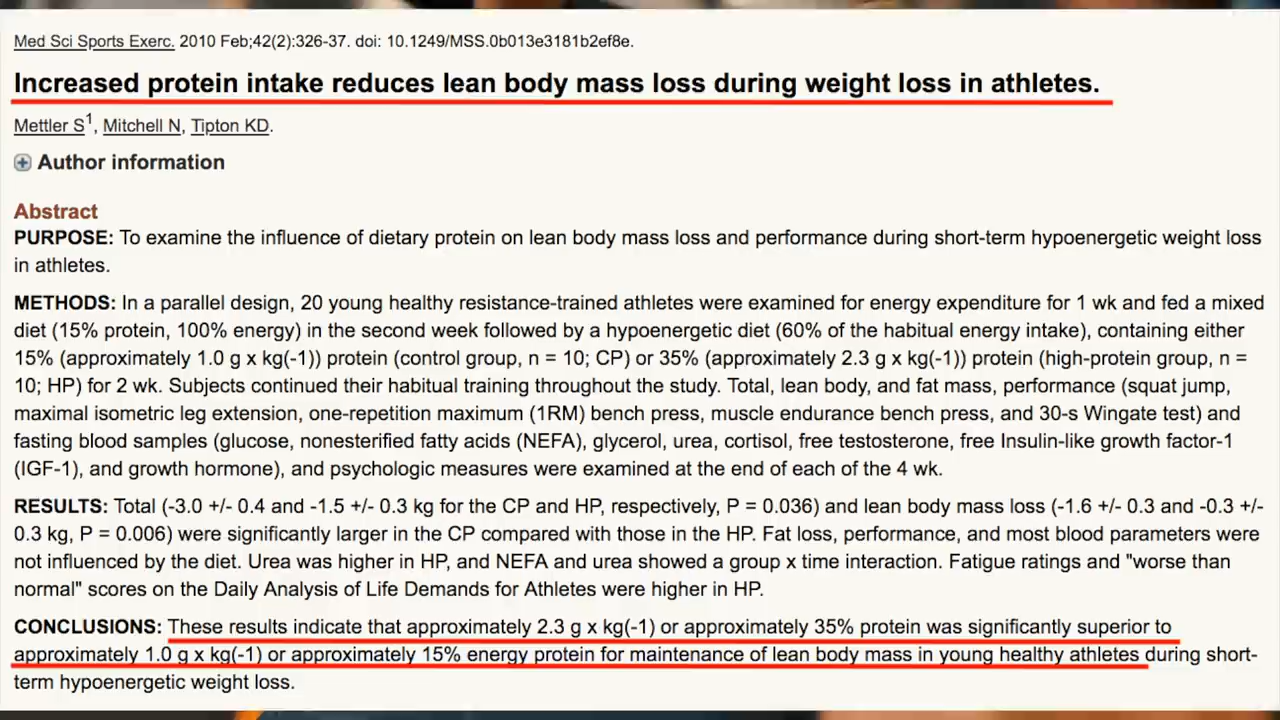 Med Sci Sports Exerc. 2010 Feb;42(2):326-37. doi: 10.1249/MSS.0b013e3181b2ef8e.
Increased protein intake reduces lean body mass loss during weight loss in athletes.
Mettler S1, Mitchell N, Tipton KD.
Author information
Abstract
PURPOSE: To examine the influence of dietary protein on lean body mass loss and performance during short-term hypoenergetic weight loss
in athletes.
METHODS: In a parallel design, 20 young healthy resistance-trained athletes were examined for energy expenditure for 1 wk and fed a mixed
diet (15% protein, 100% energy) in the second week followed by a hypoenergetic diet (60% of the habitual energy intake), containing either
15% (approximately 1.0 g x kg(-1)) protein (control group, n = 10; CP) or 35% (approximately 2.3 g x kg(-1)) protein (high-protein group, n =
10; HP) for 2 wk. Subjects continued their habitual training throughout the study. Total, lean body, and fat mass, performance (squat jump,
maximal isometric leg extension, one-repetition maximum (1RM) bench press, muscle endurance bench press, and 30-s Wingate test) and
fasting blood samples (glucose, nonesterified fatty acids (NEFA), glycerol, urea, cortisol, free testosterone, free Insulin-like growth factor-1
(IGF-1), and growth hormone), and psychologic measures were examined at the end of each of the 4 wk.
RESULTS: Total (-3.0 +/- 0.4 and -1.5 +/- 0.3 kg for the CP and HP, respectively, P = 0.036) and lean body mass loss (-1.6 +/- 0.3 and -0.3 +/-
0.3 kg, P = 0.006) were significantly larger in the CP compared with those in the HP. Fat loss, performance, and most blood parameters were
not influenced by the diet. Urea was higher in HP, and NEFA and urea showed a group x time interaction. Fatigue ratings and "worse than
normal" scores on the Daily Analysis of Life Demands for Athletes were higher in HP.
CONCLUSIONS: These results indicate that approximately 2.3 g x kg(-1) or approximately 35% protein was significantly superior to
approximately 1.0 g x kg(-1) or approximately 15% energy protein for maintenance of lean body mass in young healthy athletes during short-
term hypoenergetic weight loss.